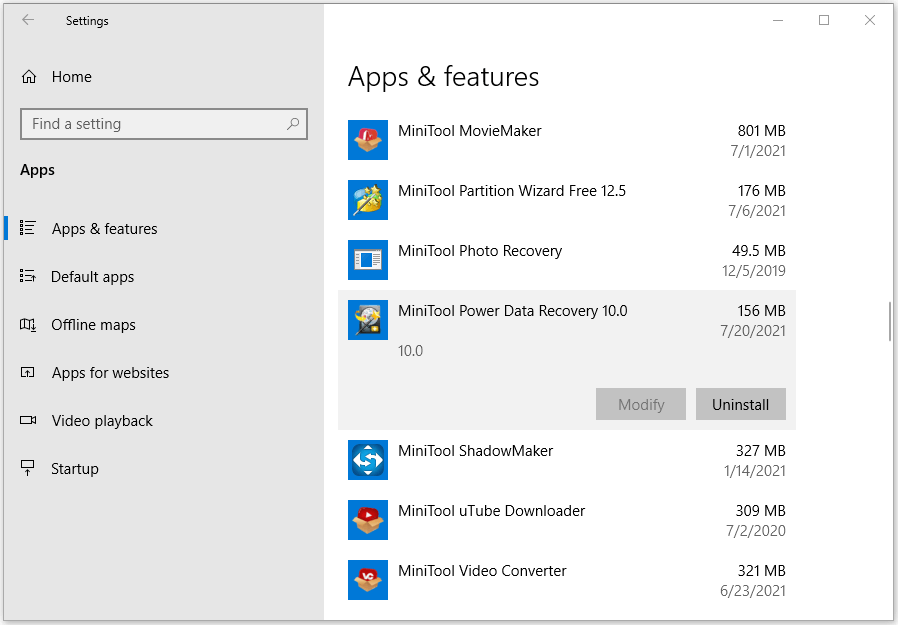 Settings
Home
Find a setting
Apps
Apps & features
Default apps
Offline maps
Apps for websites
Video playback
Startup
Apps & features
MiniTool MovieMaker 801 MB
7/1/2021
MiniTool Partition Wizard Free 12.5 176 MB
7/6/2021
MiniTool Photo Recovery 49.5 MB
12/5/2019
MiniTool Power Data Recovery 10.0 156 MB
7/20/2021
10.0
Modify Uninstall
MiniTool ShadowMaker 327 MB
1/14/2021
MiniTool uTube Downloader 309 MB
7/2/2020
MiniTool Video Converter 321 MB
6/23/2021